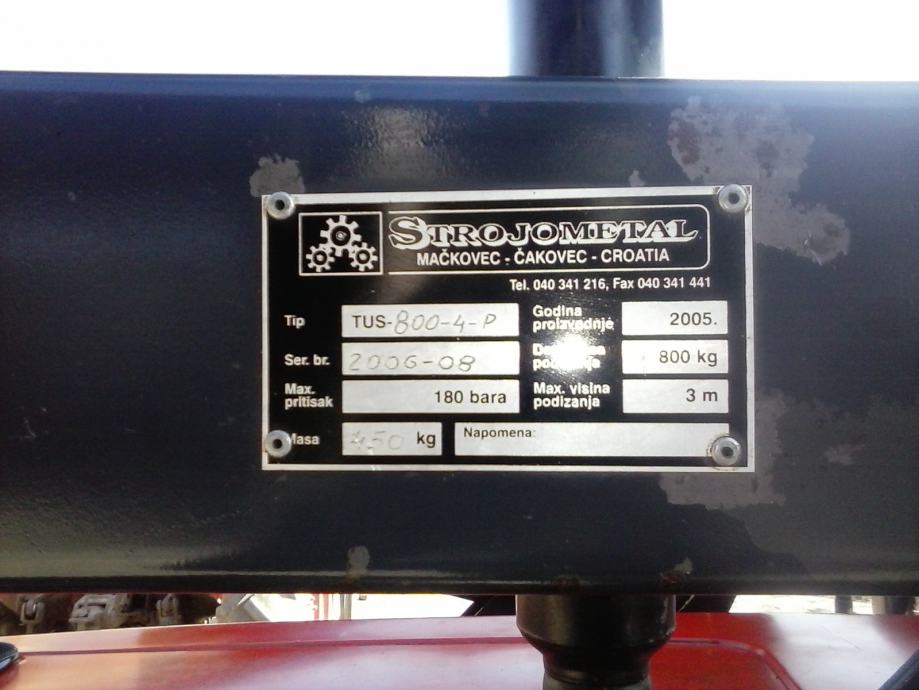 STROJOMETAL
MAČKOVEC - ČAKOVEC - CROATIA
Tel. 040 341 216, Fax 040 341 441
Tip TUS-800-4-P
Godina proizvodnje 2005.
Ser. br. 2006-08
800 kg
Max. pritisak 180 bara
Max. visina podizanja 3 m
Masa 450 kg
Napomena: